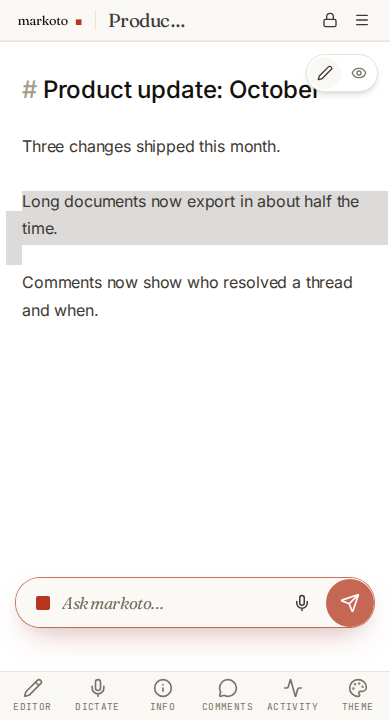 markoto
Produc...
# Product update: October
Three changes shipped this month.
Long documents now export in about half the
time.
Comments now show who resolved a thread
and when.
Ask markoto...
EDITOR
DICTATE
INFO
COMMENTS
ACTIVITY
THEME